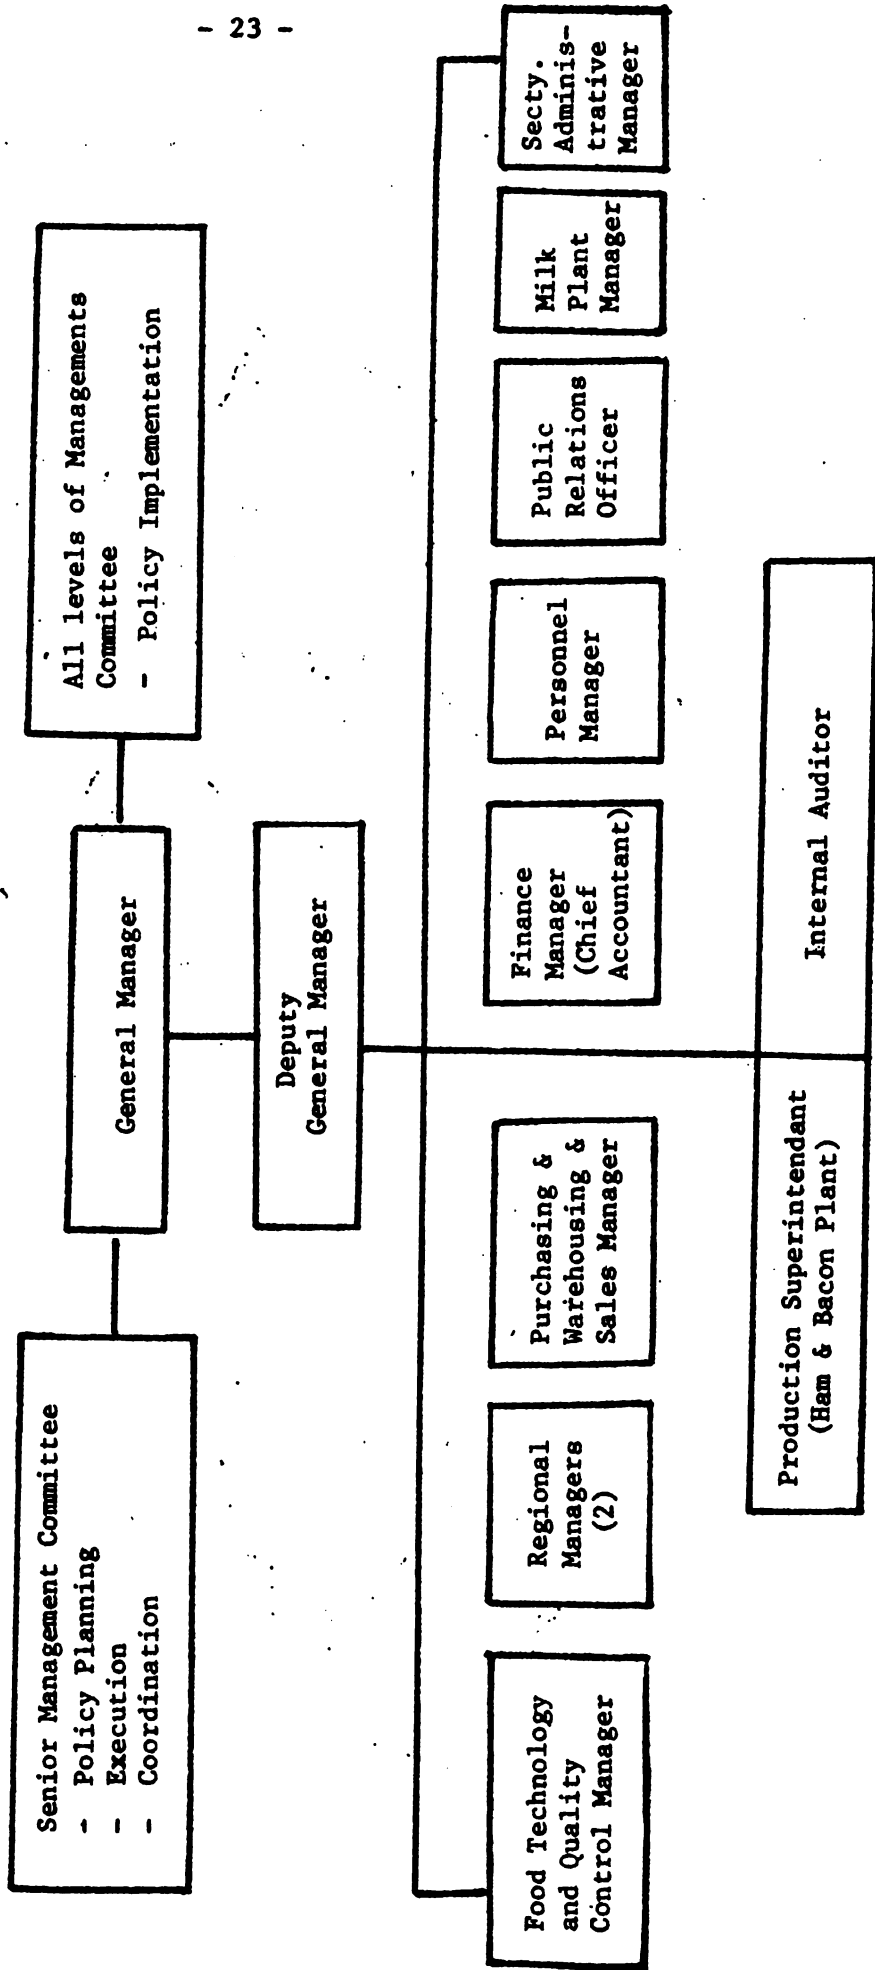 - 23 -
Senior Management Committee
- Policy Planning
- Execution
- Coordination
General Manager
All levels of Managements
Committee
- Policy Implementation
Deputy
General Manager
Food Technology
and Quality
Control Manager
Regional
Managers
(2)
Purchasing &
Warehousing &
Sales Manager
Finance
Manager
(Chief
Accountant)
Personnel
Manager
Public
Relations
Officer
Milk
Plant
Manager
Secty.
Adminis-
trative
Manager
Production Superintendant
(Ham & Bacon Plant)
Internal Auditor